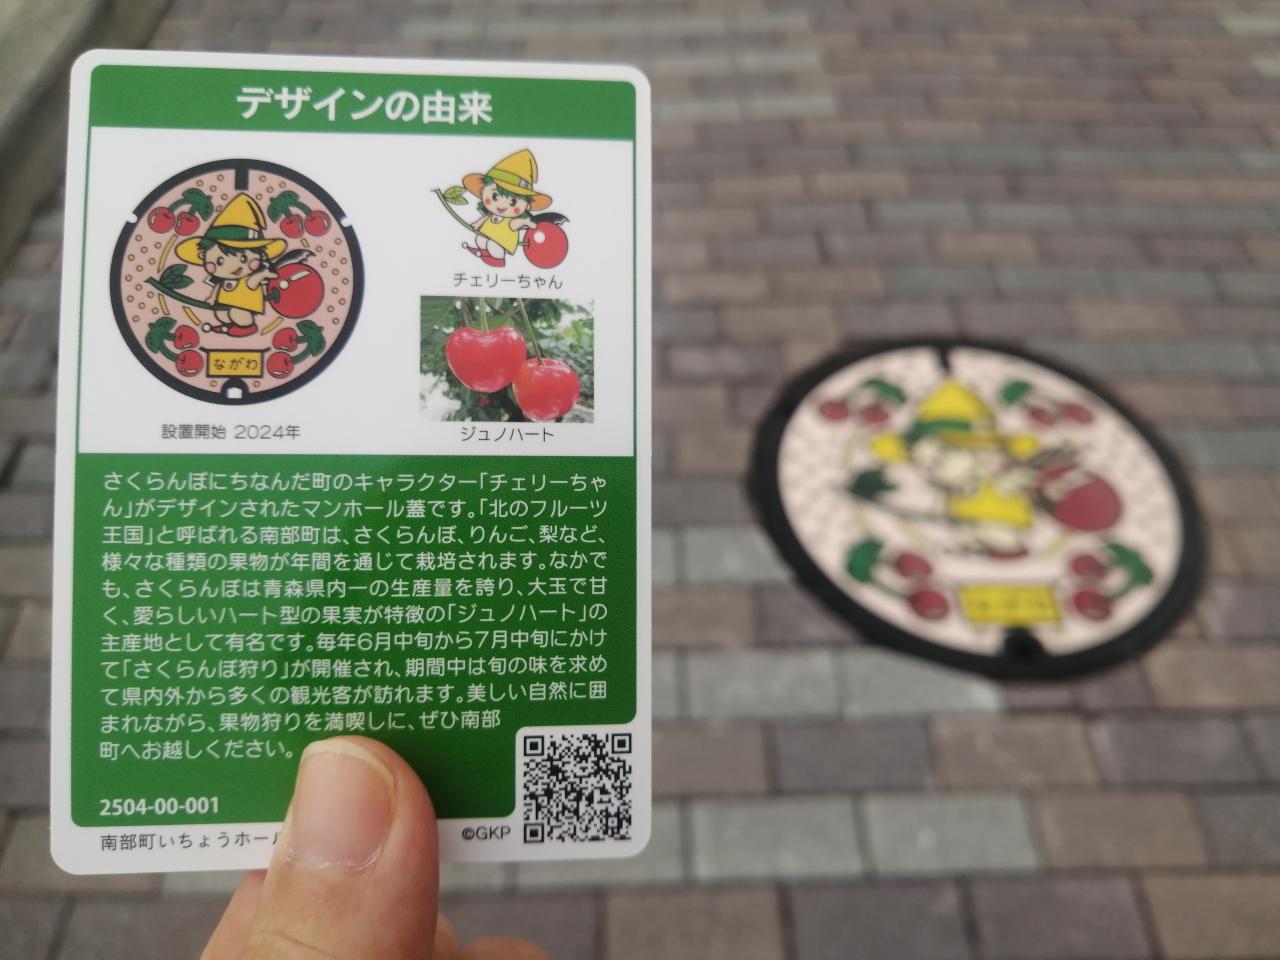 デザインの由来
ながわ
設置開始 2024年
チェリーちゃん
ジュノハート
さくらんぼにちなんだ町のキャラクター「チェリーちゃ
ん」がデザインされたマンホール蓋です。「北のフルーツ
王国」と呼ばれる南部町は、さくらんぼ、りんご、梨など、
様々な種類の果物が年間を通じて栽培されます。なかで
も、さくらんぼは青森県内一の生産量を誇り、大玉で甘
く、愛らしいハート型の果実が特徴の「ジュノハート」の
主産地として有名です。毎年6月中旬から7月中旬にかけ
て「さくらんぼ狩り」が開催され、期間中は旬の味を求め
て県内外から多くの観光客が訪れます。美しい自然に囲
まれながら、果物狩りを満喫しに、ぜひ南部
町へお越しください。
2504-00-001
南部町いちょうホー
©GKP